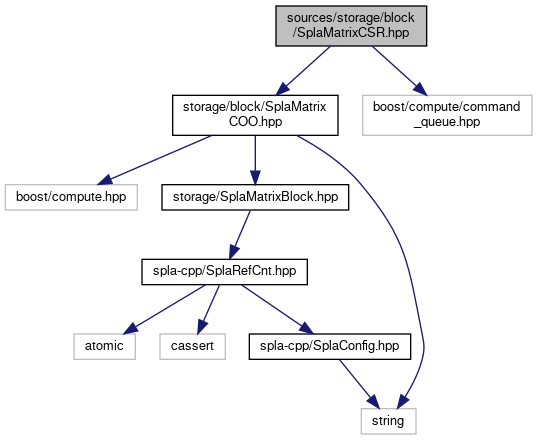 sources/storage/block
/SplaMatrixCSR.hpp
storage/block/SplaMatrix
COO.hpp
boost/compute/command
_queue.hpp
boost/compute.hpp
storage/SplaMatrixBlock.hpp
spla-cpp/SplaRefCnt.hpp
atomic
cassert
spla-cpp/SplaConfig.hpp
string